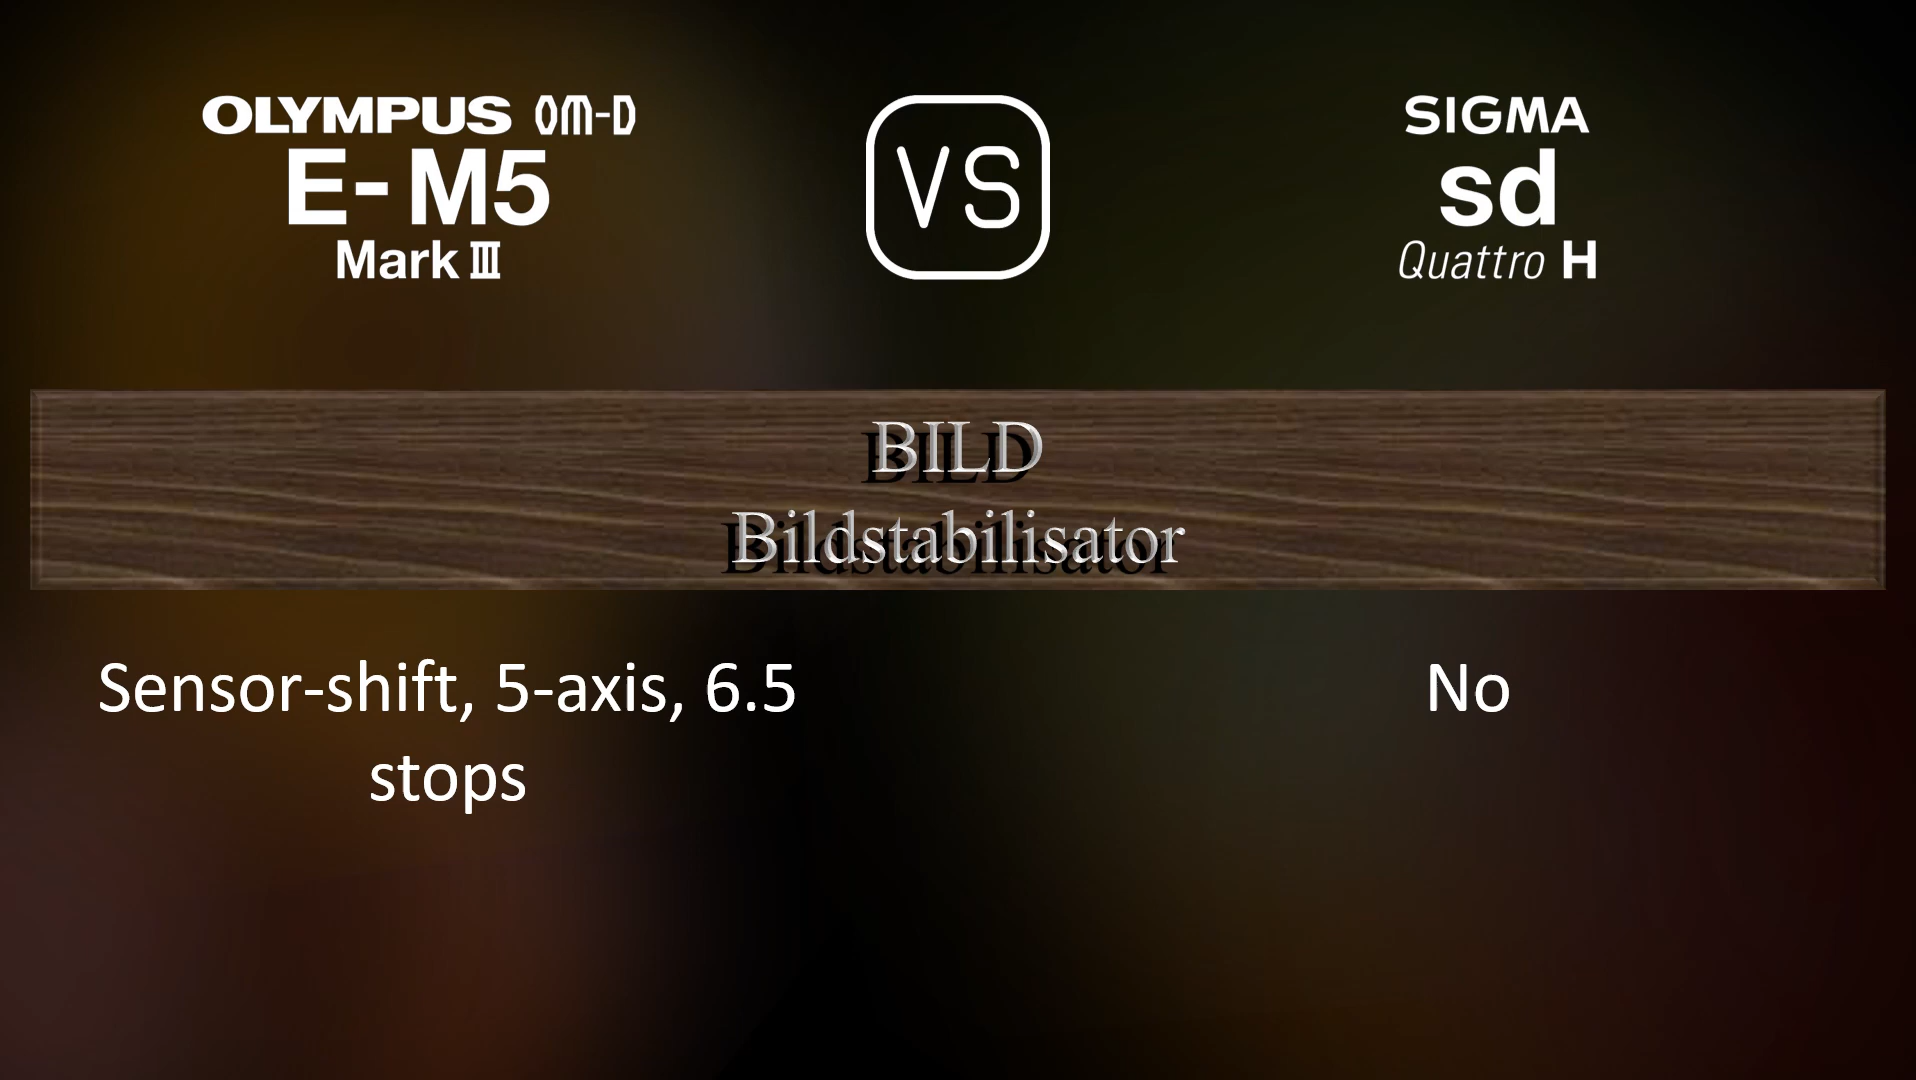 OLYMPUS OM-D
E-M5
Mark III
VS
SIGMA
sd
Quattro H
BILD
Bildstabilisator
Sensor-shift, 5-axis, 6.5
stops
No